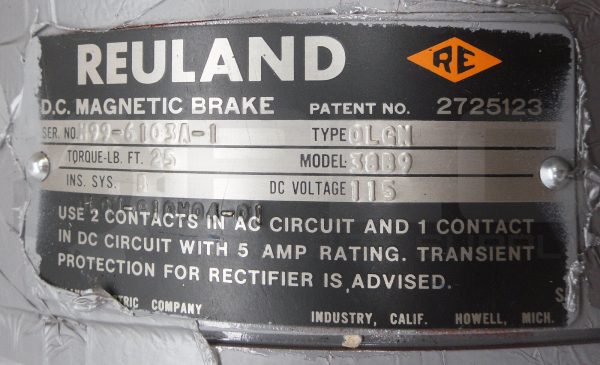 REULAND RE
D.C. MAGNETIC BRAKE PATENT NO. 2725123
SER. NO. H99-6103A-1 TYPE QLGN
TORQUE-LB. FT. 25 MODEL 38B9
INS. SYS. DC VOLTAGE 115
USE 2 CONTACTS IN AC CIRCUIT AND 1 CONTACT
IN DC CIRCUIT WITH 5 AMP RATING. TRANSIENT
PROTECTION FOR RECTIFIER IS ADVISED.
COMPANY
INDUSTRY, CALIF. HOWELL, MICH.